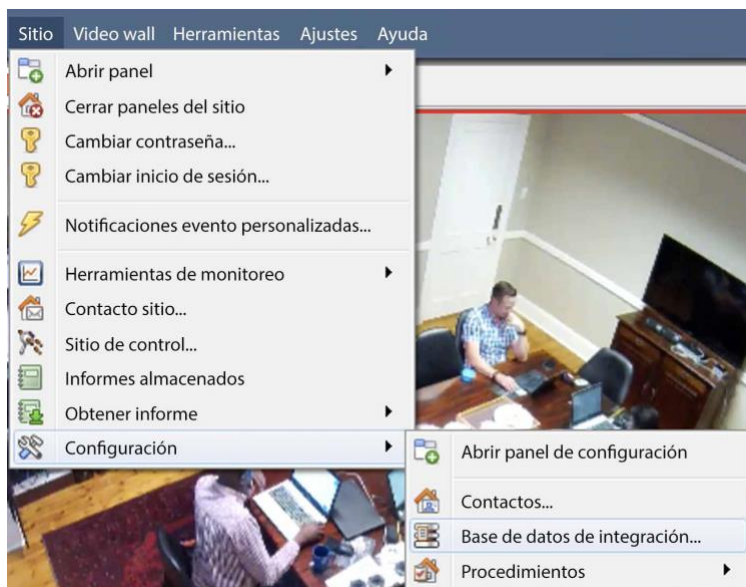 Sitio Video wall Herramientas Ajustes Ayuda
Abrir panel
Cerrar paneles del sitio
Cambiar contraseña...
Cambiar inicio de sesión...
Notificaciones evento personalizadas...
Herramientas de monitoreo
Contacto sitio...
Sitio de control...
Informes almacenados
Obtener informe
Configuración
Abrir panel de configuración
Contactos...
Base de datos de integración...
Procedimientos